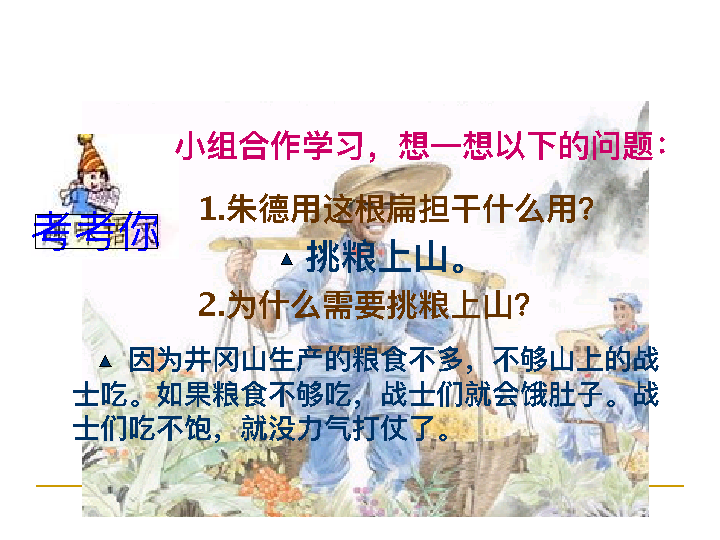 小组合作学习，想一想以下的问题：
考考你
1.朱德用这根扁担干什么用？
▲ 挑粮上山。
2.为什么需要挑粮上山？
▲ 因为井冈山生产的粮食不多，不够山上的战
士吃。如果粮食不够吃，战士们就会饿肚子。战
士们吃不饱，就没力气打仗了。